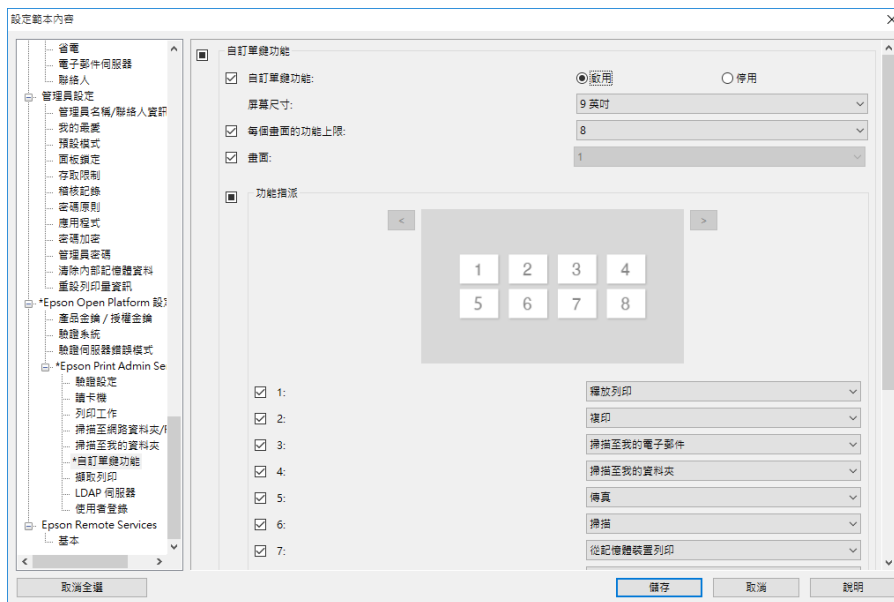 設定範本內容
省電
電子郵件伺服器
聯絡人
管理員設定
管理員名稱/聯絡人資訊
我的最愛
預設模式
面板鎖定
存取限制
稽核記錄
密碼原則
應用程式
密碼加密
管理員密碼
清除內部記憶體資料
重設列印量資訊
*Epson Open Platform 設定
產品金鑰 / 授權金鑰
驗證系統
驗證伺服器錯誤模式
*Epson Print Admin Se
驗證設定
讀卡機
列印工作
掃描至網路資料夾/F
掃描至我的資料夾
*自訂單鍵功能
擷取列印
LDAP 伺服器
使用者登錄
Epson Remote Services
基本
自訂單鍵功能
自訂單鍵功能: 啟用 停用
屏幕尺寸: 9 英吋
每個畫面的功能上限: 8
畫面: 1
功能指派
< >
1 2 3 4
5 6 7 8
1: 釋放列印
2: 複印
3: 掃描至我的電子郵件
4: 掃描至我的資料夾
5: 傳真
6: 掃描
7: 從記憶體裝置列印
取消全選 儲存 取消 說明